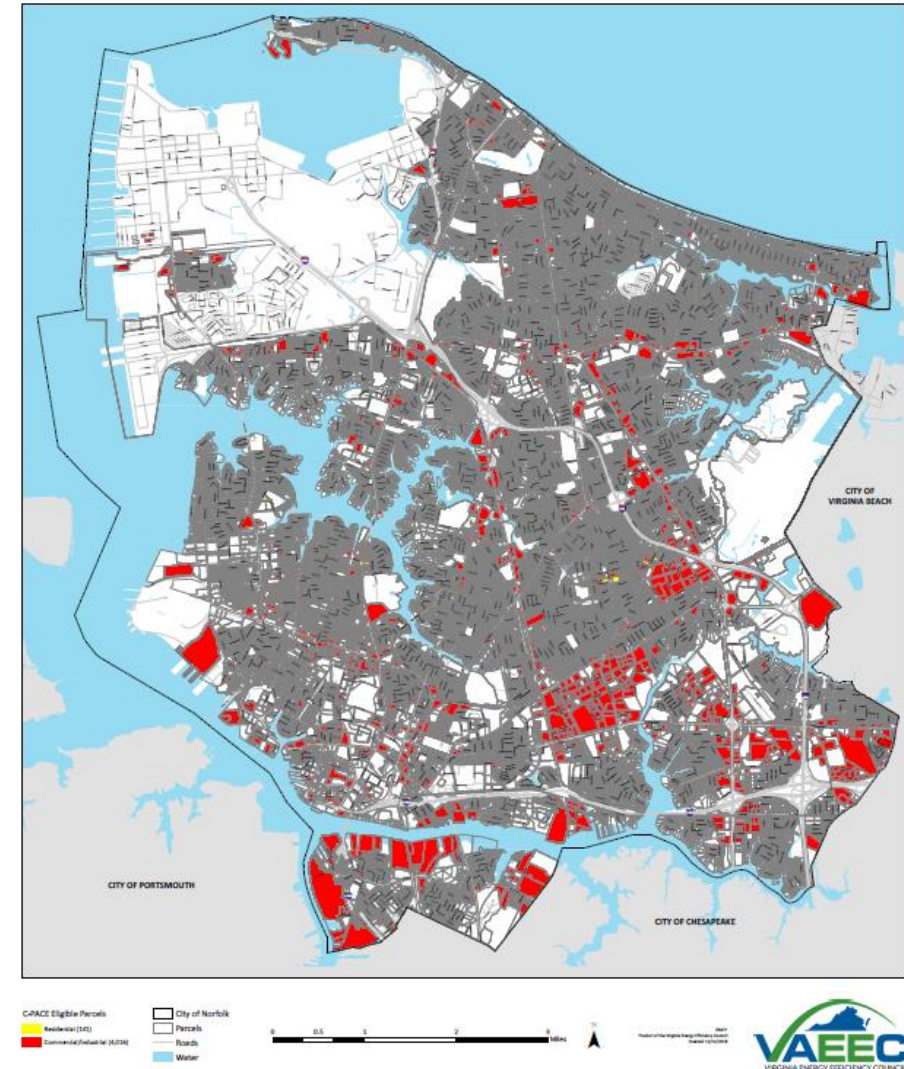 CITY OF
VIRGINIA BEACH
CITY OF PORTSMOUTH
CITY OF CHESAPEAKE
C-PACE Eligible Parcels
Residential (141)
Commercial/Industrial (4,016)
City of Norfolk
Parcels
Roads
Water
0 0.5 1 2 3
Miles
N
VAEEC
VIRGINIA ENERGY EFFICIENCY COUNCIL